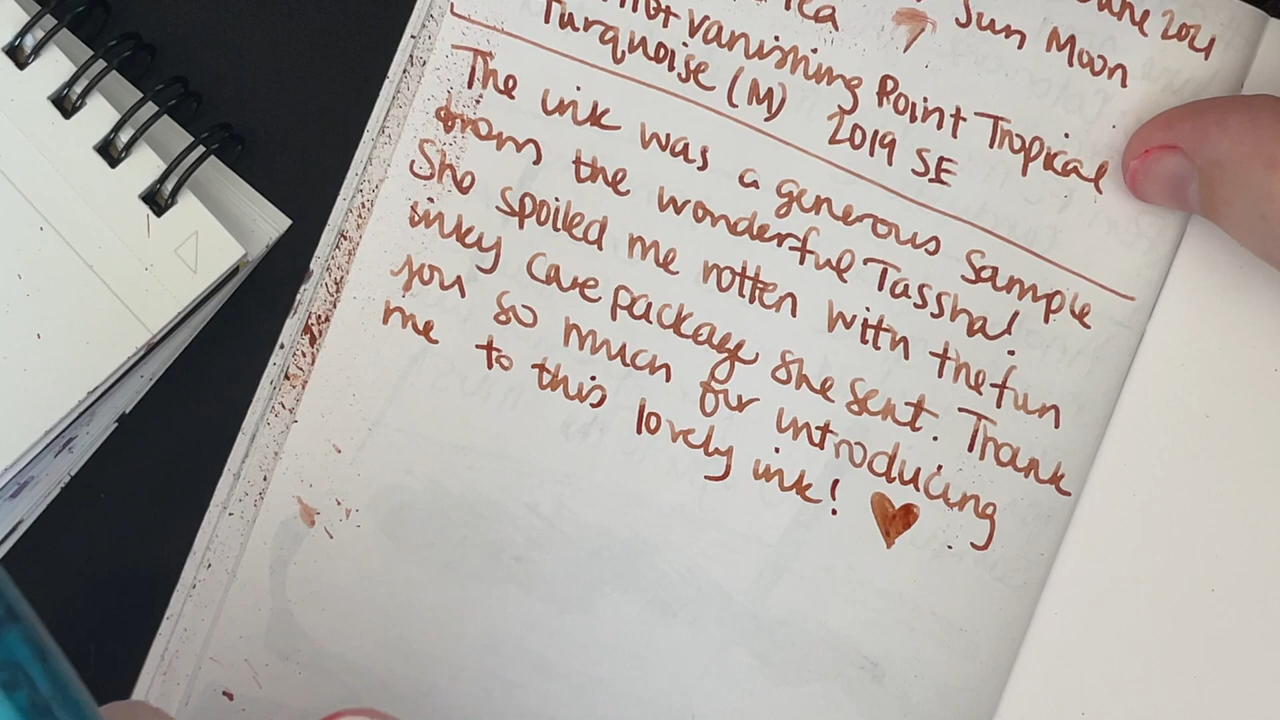 Sun Moon June 2021
Vanishing Point Tropical
Turquoise (M) 2019 SE
The ink was a generous sample
from the wonderful Tassha!
She spoiled me rotten with the fun
inky care package she sent. Thank
you so much for introducing
me to this lovely ink!